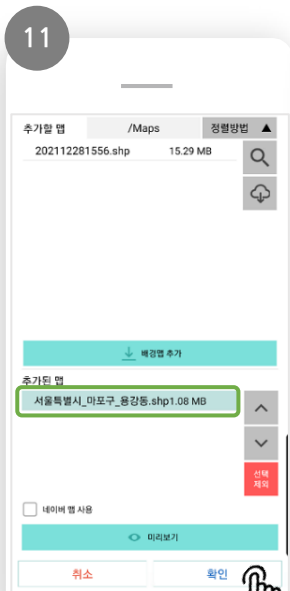 11
추가할 맵 /Maps 정렬방법 ▲
202112281556.shp 15.29 MB
배경맵 추가
추가된 맵
서울특별시_마포구_용강동.shp1.08 MB
선택
제외
네이버 맵 사용
미리보기
취소 확인